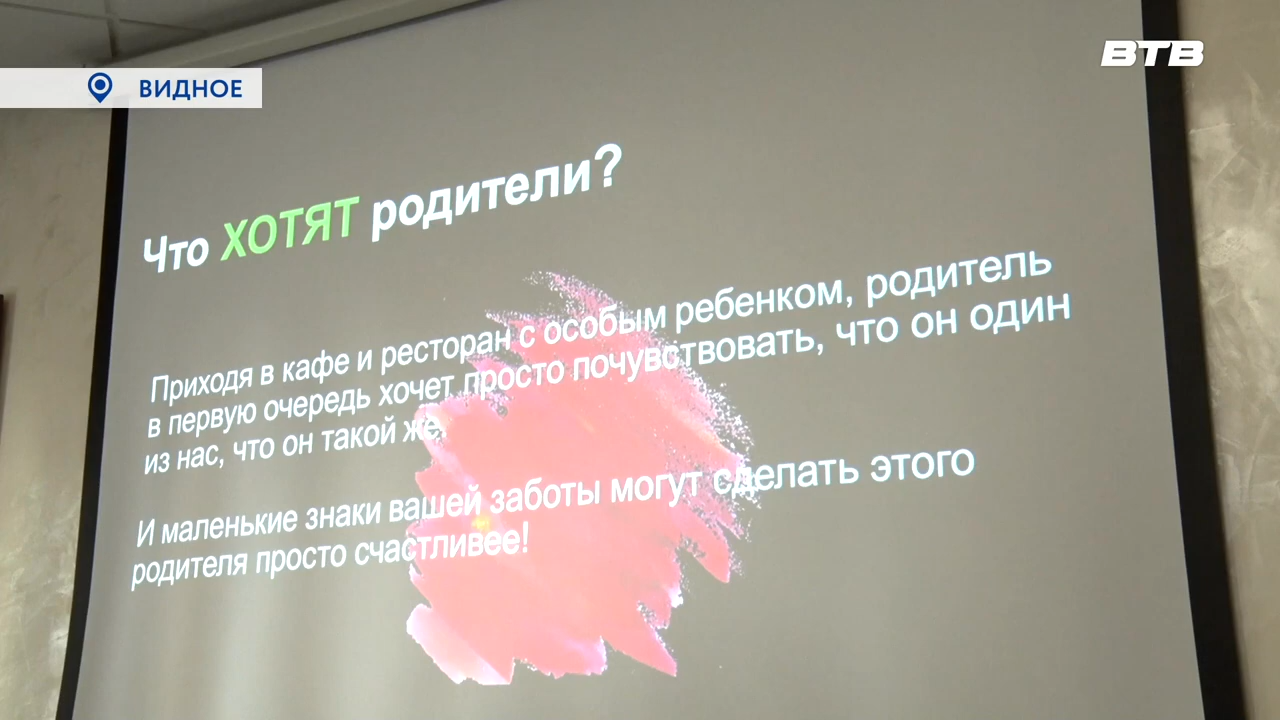 ВИДНОЕ
ВТВ
Что ХОТЯТ родители?
Приходя в кафе и ресторан с особым ребенком, родитель
в первую очередь хочет просто почувствовать, что он один
из нас, что он такой же.
И маленькие знаки вашей заботы могут сделать этого
родителя просто счастливее!